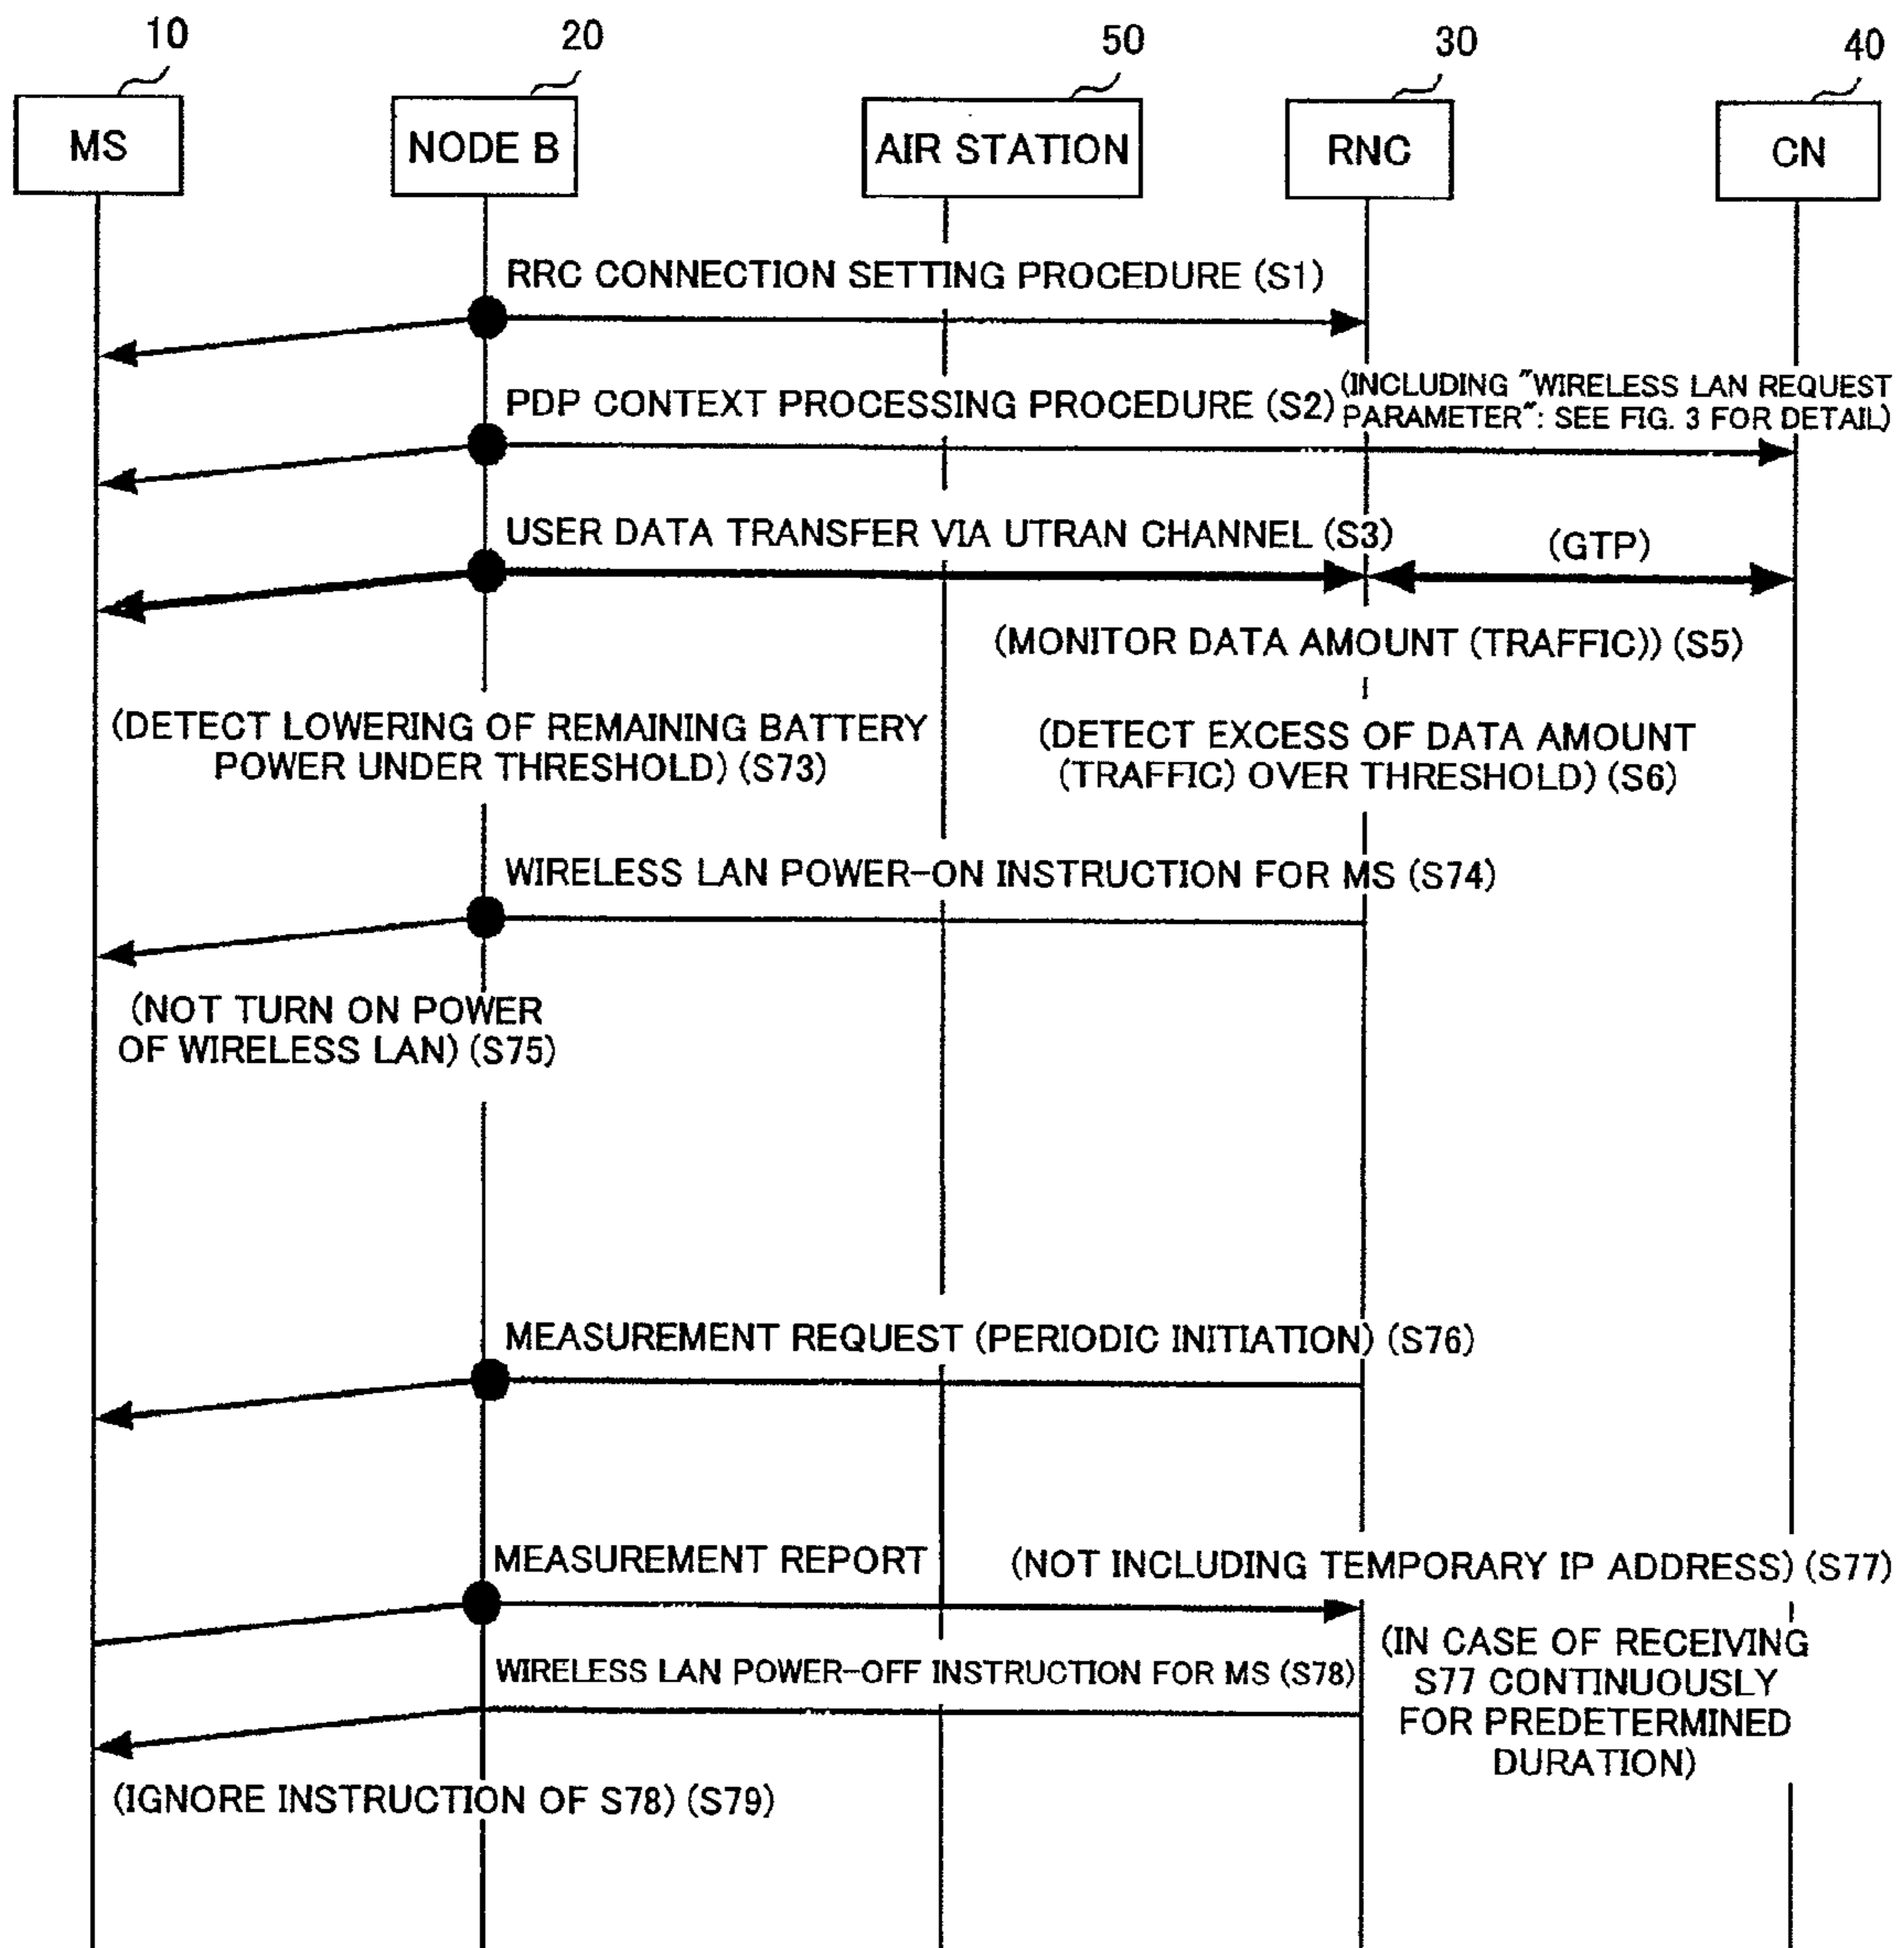 10
20
50
30
40
MS
NODE B
AIR STATION
RNC
CN
RRC CONNECTION SETTING PROCEDURE (S1)
PDP CONTEXT PROCESSING PROCEDURE (S2)
(INCLUDING "WIRELESS LAN REQUEST
PARAMETER": SEE FIG. 3 FOR DETAIL)
USER DATA TRANSFER VIA UTRAN CHANNEL (S3)
(GTP)
(MONITOR DATA AMOUNT (TRAFFIC)) (S5)
(DETECT LOWERING OF REMAINING BATTERY
POWER UNDER THRESHOLD) (S73)
(DETECT EXCESS OF DATA AMOUNT
(TRAFFIC) OVER THRESHOLD) (S6)
WIRELESS LAN POWER-ON INSTRUCTION FOR MS (S74)
(NOT TURN ON POWER
OF WIRELESS LAN) (S75)
MEASUREMENT REQUEST (PERIODIC INITIATION) (S76)
MEASUREMENT REPORT
(NOT INCLUDING TEMPORARY IP ADDRESS) (S77)
(IN CASE OF RECEIVING
S77 CONTINUOUSLY
FOR PREDETERMINED
DURATION)
WIRELESS LAN POWER-OFF INSTRUCTION FOR MS (S78)
(IGNORE INSTRUCTION OF S78) (S79)